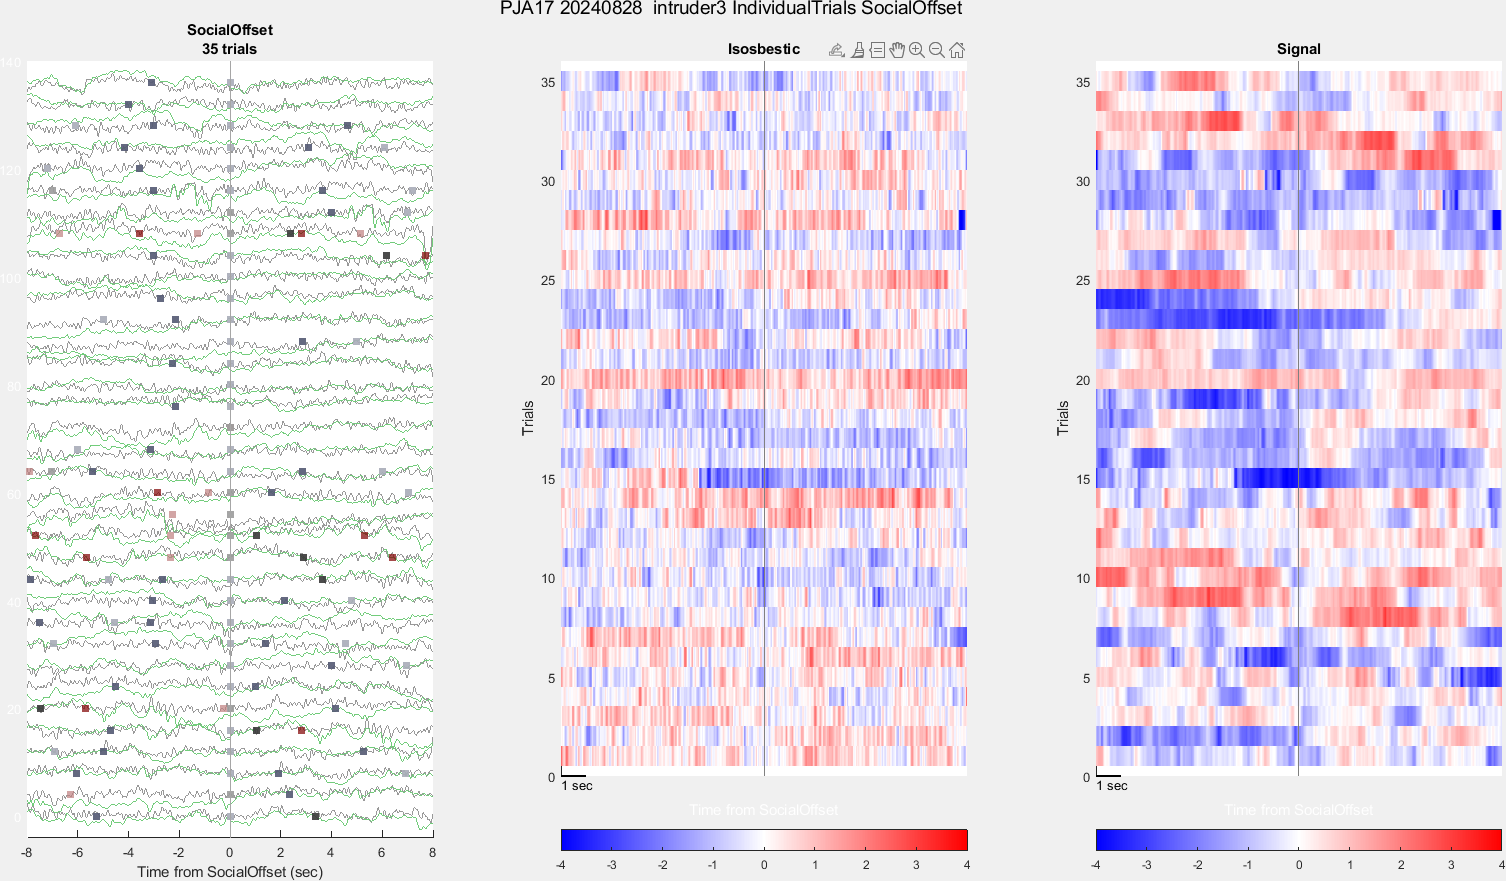 PJA17 20240828  intruder3 IndividualTrials SocialOffset
SocialOffset
35 trials
140
120
100
80
60
40
20
0
-8 -6 -4 -2 0 2 4 6 8
Time from SocialOffset (sec)
Isosbestic
Trials
35
30
25
20
15
10
5
0
1 sec
Time from SocialOffset
-4 -3 -2 -1 0 1 2 3 4
Signal
Trials
35
30
25
20
15
10
5
0
1 sec
Time from SocialOffset
-4 -3 -2 -1 0 1 2 3 4